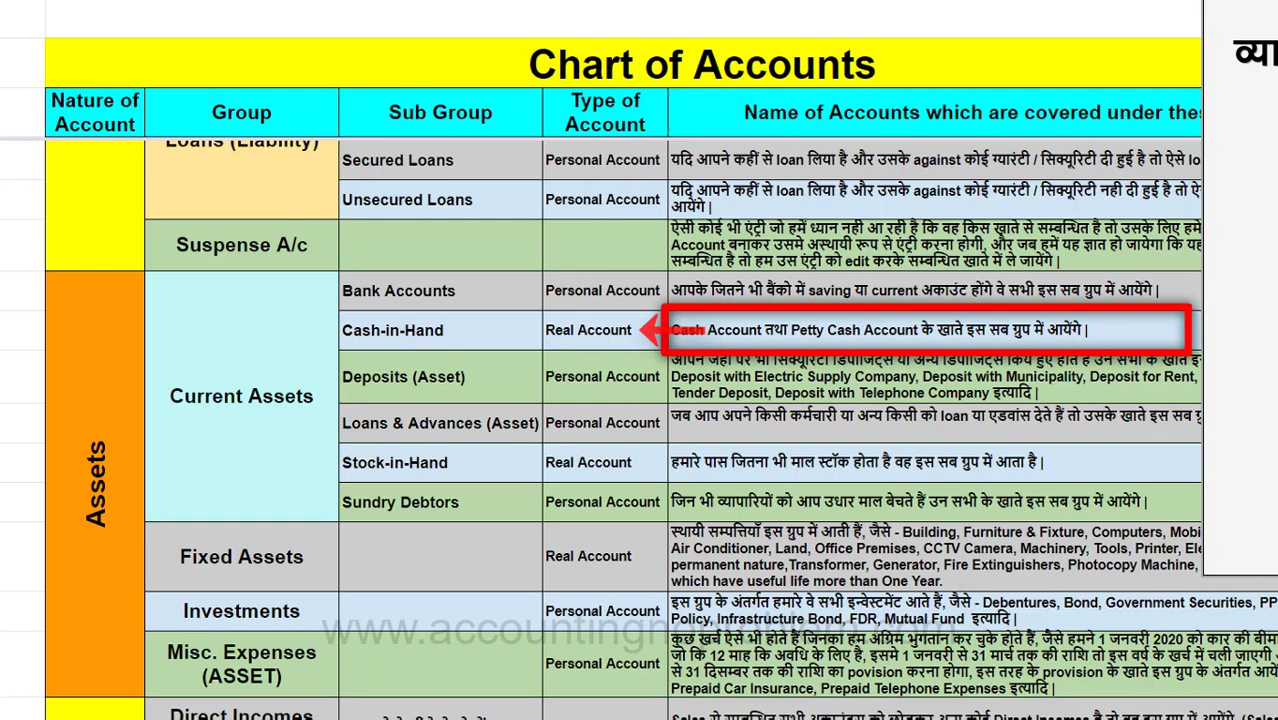 व्या
Chart of Accounts
Nature of Account
Group
Sub Group
Type of Account
Name of Accounts which are covered under thes
Loans (Liability)
Secured Loans
Personal Account
यदि आपने कहीं से loan लिया है और उसके against कोई ग्यारंटी / सिक्यूरिटी दी हुई है तो ऐसे lo
Unsecured Loans
Personal Account
यदि आपने कहीं से loan लिया है और उसके against कोई ग्यारंटी / सिक्यूरिटी नही दी हुई है तो ऐ
आयेंगे |
Suspense A/c
ऐसी कोई भी एंट्री जो हमें ध्यान नही आ रही है कि वह किस खाते से सम्बन्धित है तो उसके लिए हमें
Account बनाकर उसमे अस्थायी रूप से एंट्री करना होगी, और जब हमें यह ज्ञात हो जायेगा कि यह
सम्बन्धित है तो हम उस एंट्री को edit करके सम्बन्धित खाते में ले जायेंगे |
Assets
Current Assets
Bank Accounts
Personal Account
आपके जितने भी बैंको में saving या current अकाउंट होंगे वे सभी इस सब ग्रुप में आयेंगे |
Cash-in-Hand
Real Account
Cash Account तथा Petty Cash Account के खाते इस सब ग्रुप में आयेंगे |
Deposits (Asset)
Personal Account
आपने जहाँ पर भी सिक्यूरिटी डिपाजिट्स या अन्य डिपाजिट्स किये हुए होते हैं उन सभी के खाते
Deposit with Electric Supply Company, Deposit with Municipality, Deposit for Rent,
Tender Deposit, Deposit with Telephone Company इत्यादि |
Loans & Advances (Asset)
Personal Account
जब आप अपने किसी कर्मचारी या अन्य किसी को loan या एडवांस देते हैं तो उसके खाते इस सब
Stock-in-Hand
Real Account
हमारे पास जितना भी माल स्टॉक होता है वह इस सब ग्रुप में आता है |
Sundry Debtors
Personal Account
जिन भी व्यापारियों को आप उधार माल बेचते हैं उन सभी के खाते इस सब ग्रुप में आयेंगे |
Fixed Assets
Real Account
स्थायी सम्पत्तियाँ इस ग्रुप में आती हैं, जैसे - Building, Furniture & Fixture, Computers, Mobi
Air Conditioner, Land, Office Premises, CCTV Camera, Machinery, Tools, Printer, Ele
permanent nature,Transformer, Generator, Fire Extinguishers, Photocopy Machine,
which have useful life more than One Year.
Investments
Personal Account
इस ग्रुप के अंतर्गत हमारे वे सभी इन्वेस्टमेंट आते हैं, जैसे - Debentures, Bond, Government Securities, PP
Policy, Infrastructure Bond, FDR, Mutual Fund इत्यादि |
Misc. Expenses (ASSET)
Personal Account
कुछ खर्च ऐसे भी होते हैं जिनका हम अग्रिम भुगतान कर चुके होते हैं, जैसे हमने 1 जनवरी 2020 को कार की बीमा
जो कि 12 माह कि अवधि के लिए है, इसमे 1 जनवरी से 31 मार्च तक की राशि तो इस वर्ष के खर्च में चली जाएगी
से 31 दिसम्बर तक की राशि का povision करना होगा, इस तरह के provision के खाते इस ग्रुप के अंतर्गत आये
Prepaid Car Insurance, Prepaid Telephone Expenses इत्यादि |
Direct Incomes